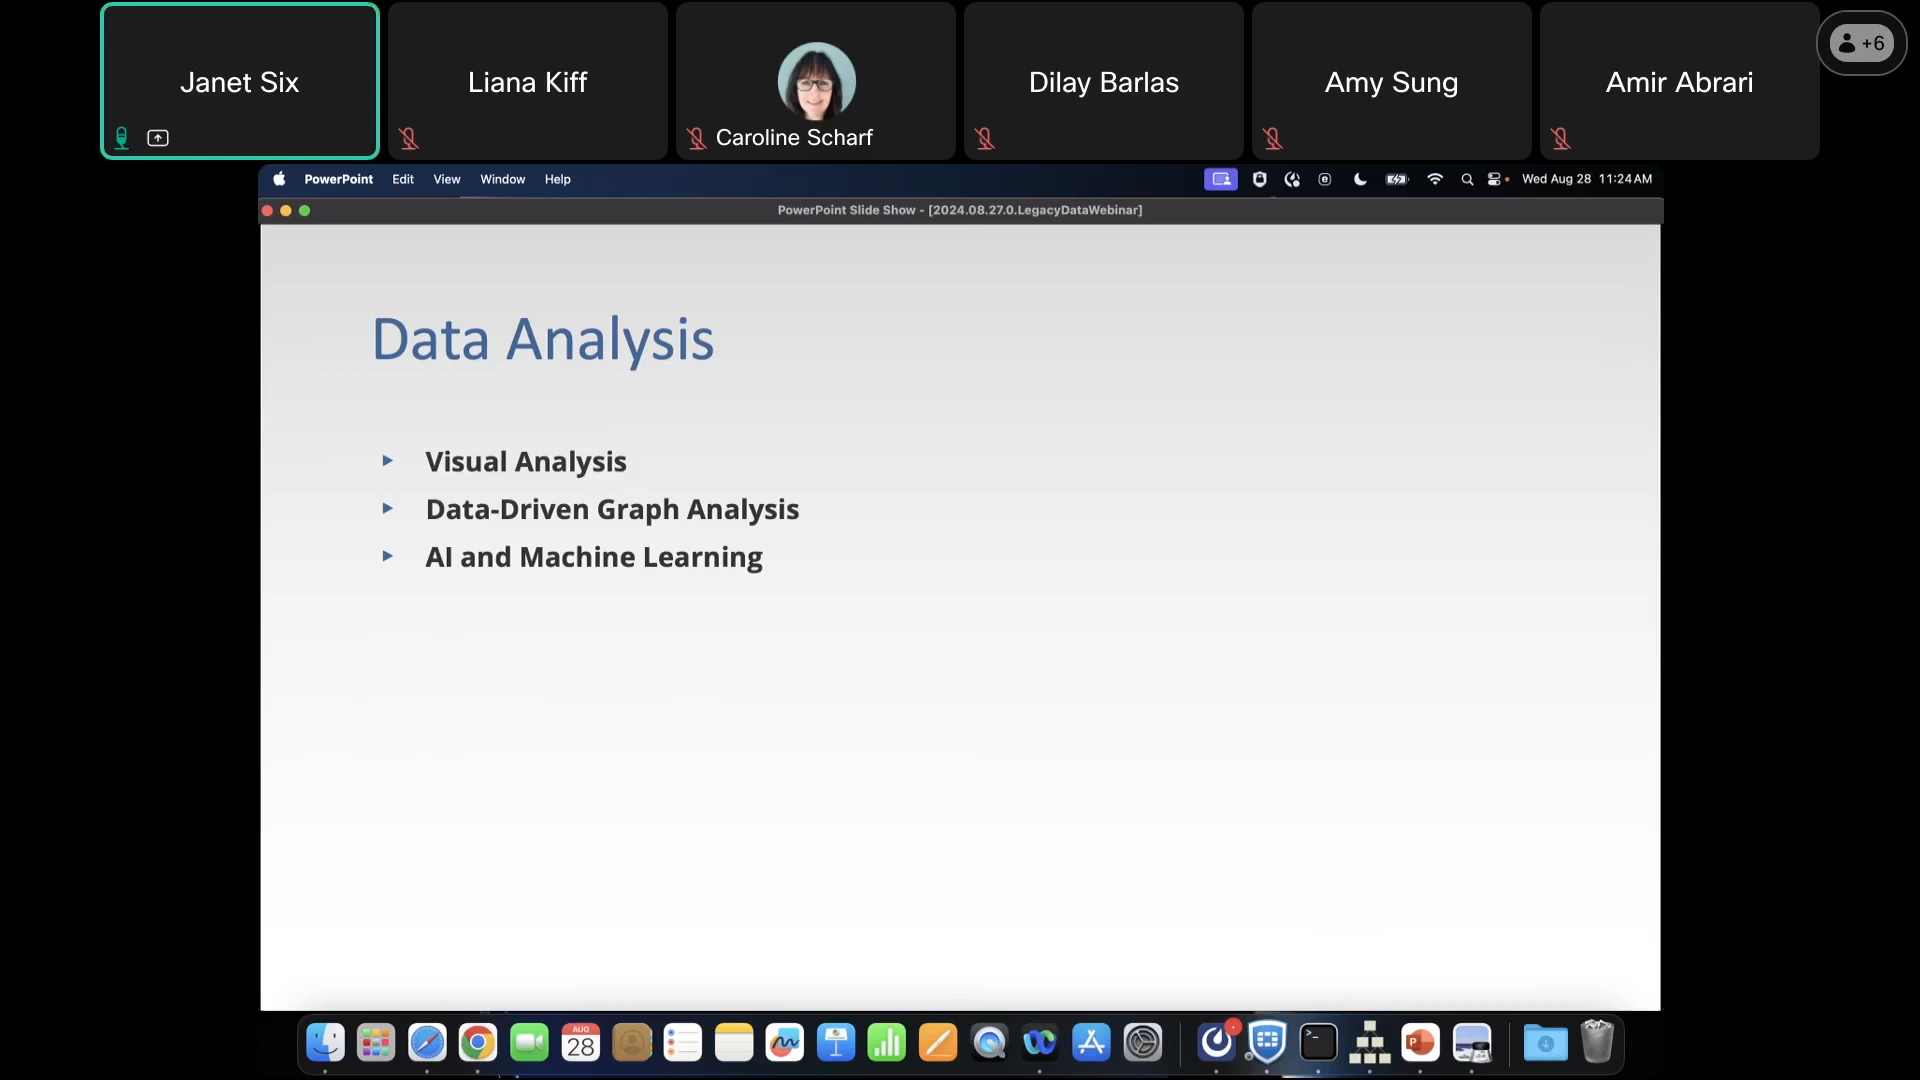 Janet Six
Liana Kiff
Caroline Scharf
Dilay Barlas
Amy Sung
Amir Abrari
+6
PowerPoint Edit View Window Help
Wed Aug 28 11:24AM
PowerPoint Slide Show - [2024.08.27.0.LegacyDataWebinar]
Data Analysis
Visual Analysis
Data-Driven Graph Analysis
AI and Machine Learning
AUG
28